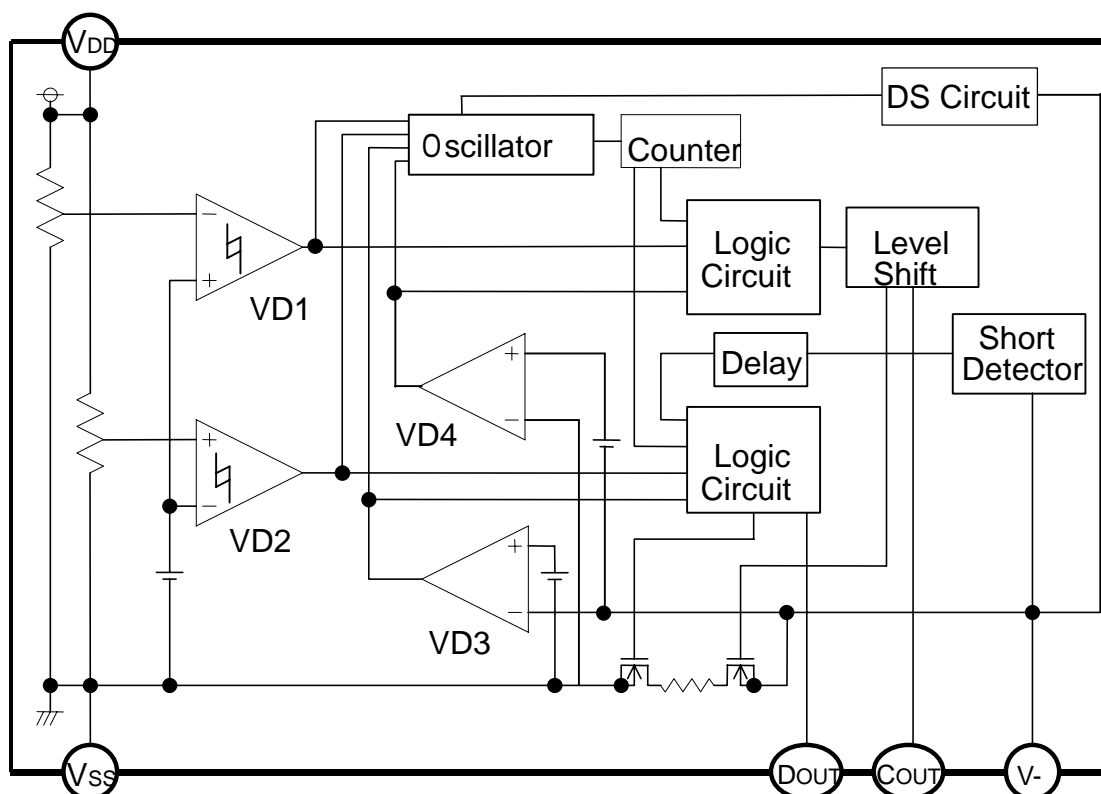 VDD
DS Circuit
Oscillator
Counter
Logic
Circuit
Level
Shift
VD1
Short
Detector
Delay
VD4
Logic
Circuit
VD2
VD3
VSS
DOUT
COUT
V-